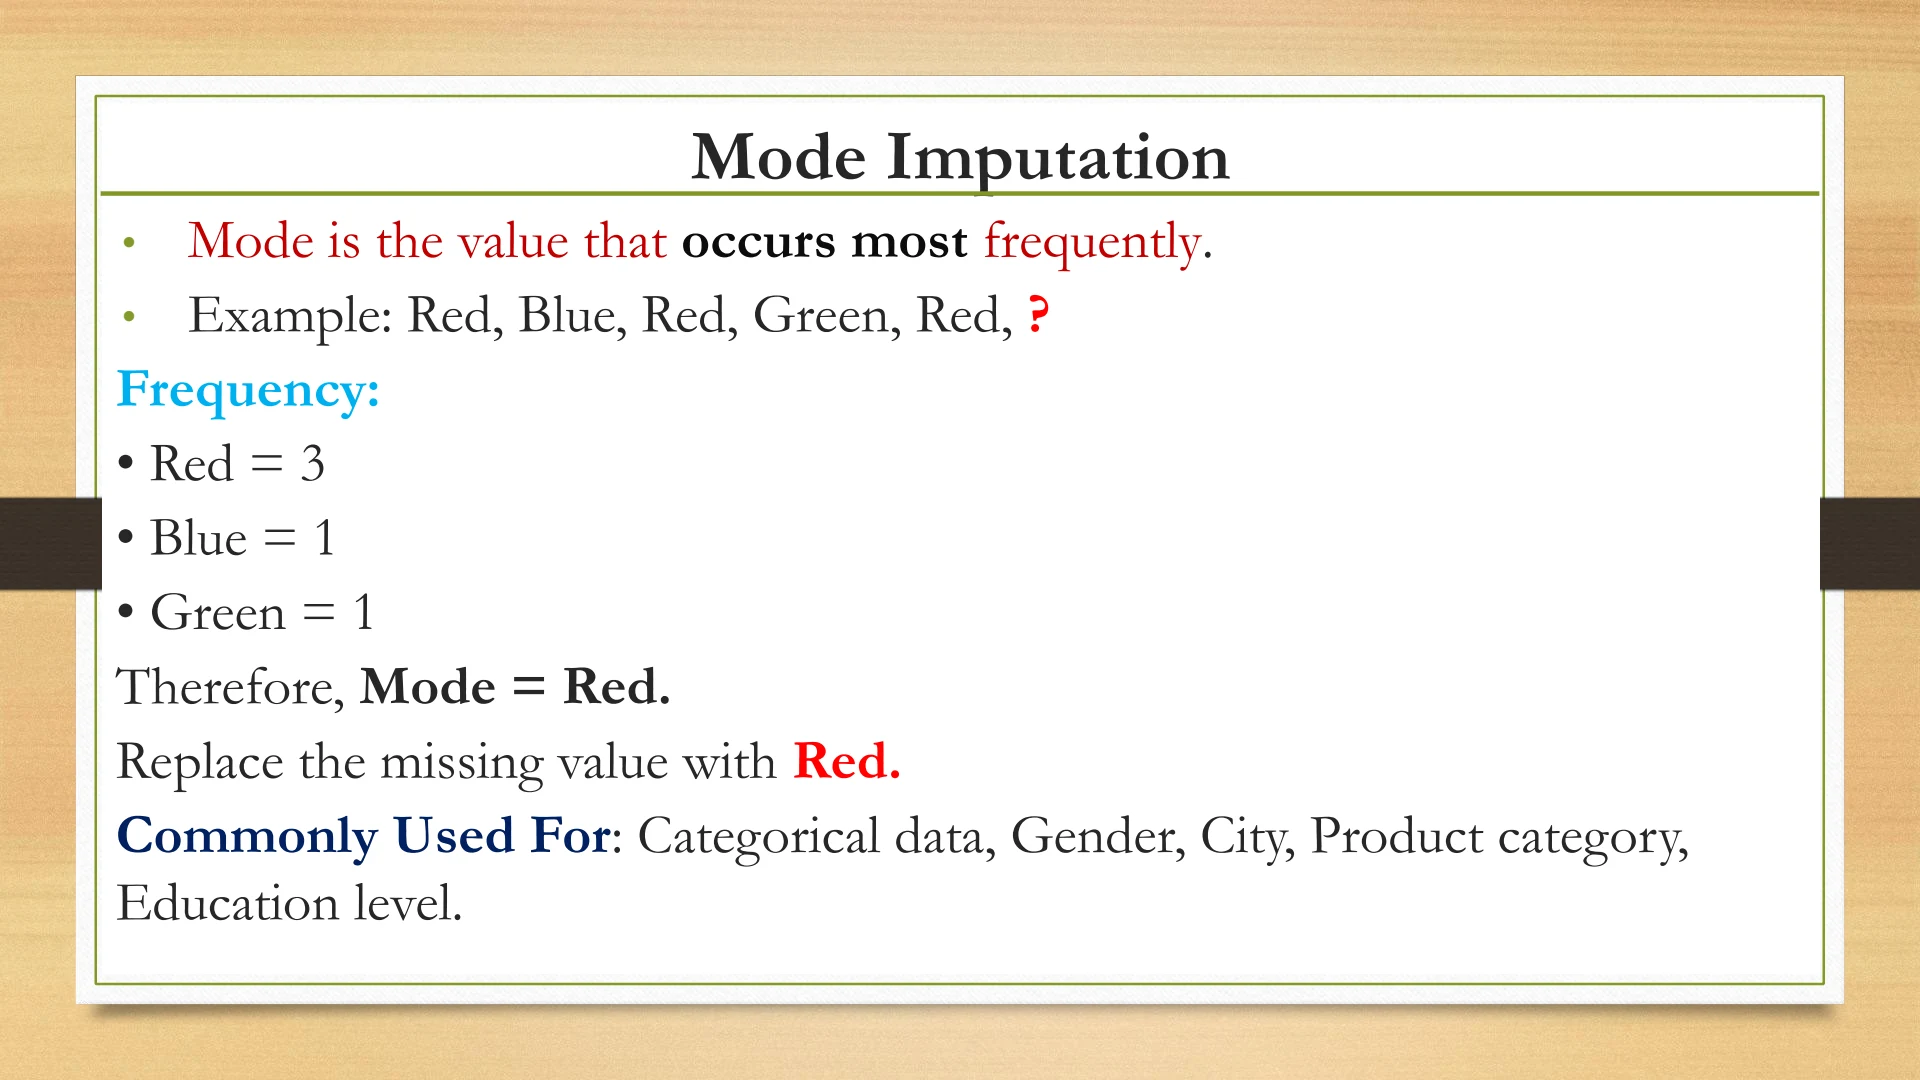 Mode Imputation
• Mode is the value that occurs most frequently.
• Example: Red, Blue, Red, Green, Red, ?
Frequency:
• Red = 3
• Blue = 1
• Green = 1
Therefore, Mode = Red.
Replace the missing value with Red.
Commonly Used For: Categorical data, Gender, City, Product category,
Education level.